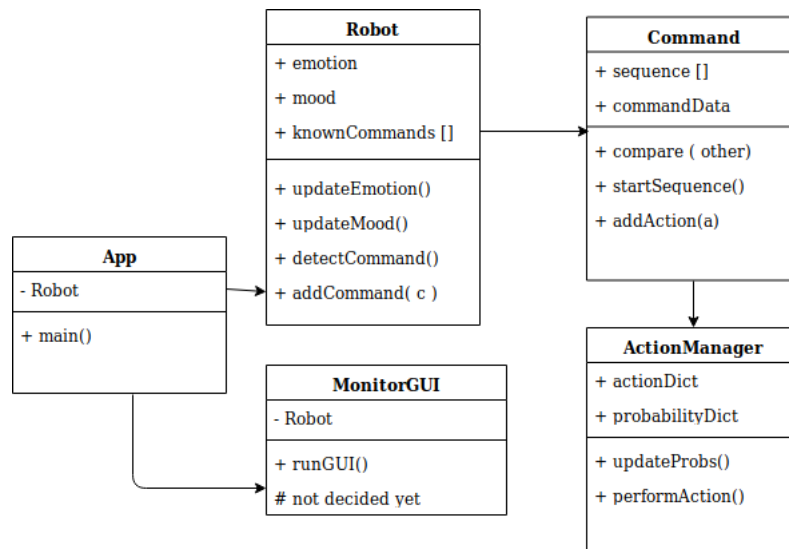 Robot
+ emotion
+ mood
+ knownCommands []
+ updateEmotion()
+ updateMood()
+ detectCommand()
+ addCommand( c )
Command
+ sequence []
+ commandData
+ compare ( other)
+ startSequence()
+ addAction(a)
App
- Robot
+ main()
MonitorGUI
- Robot
+ runGUI()
# not decided yet
ActionManager
+ actionDict
+ probabilityDict
+ updateProbs()
+ performAction()